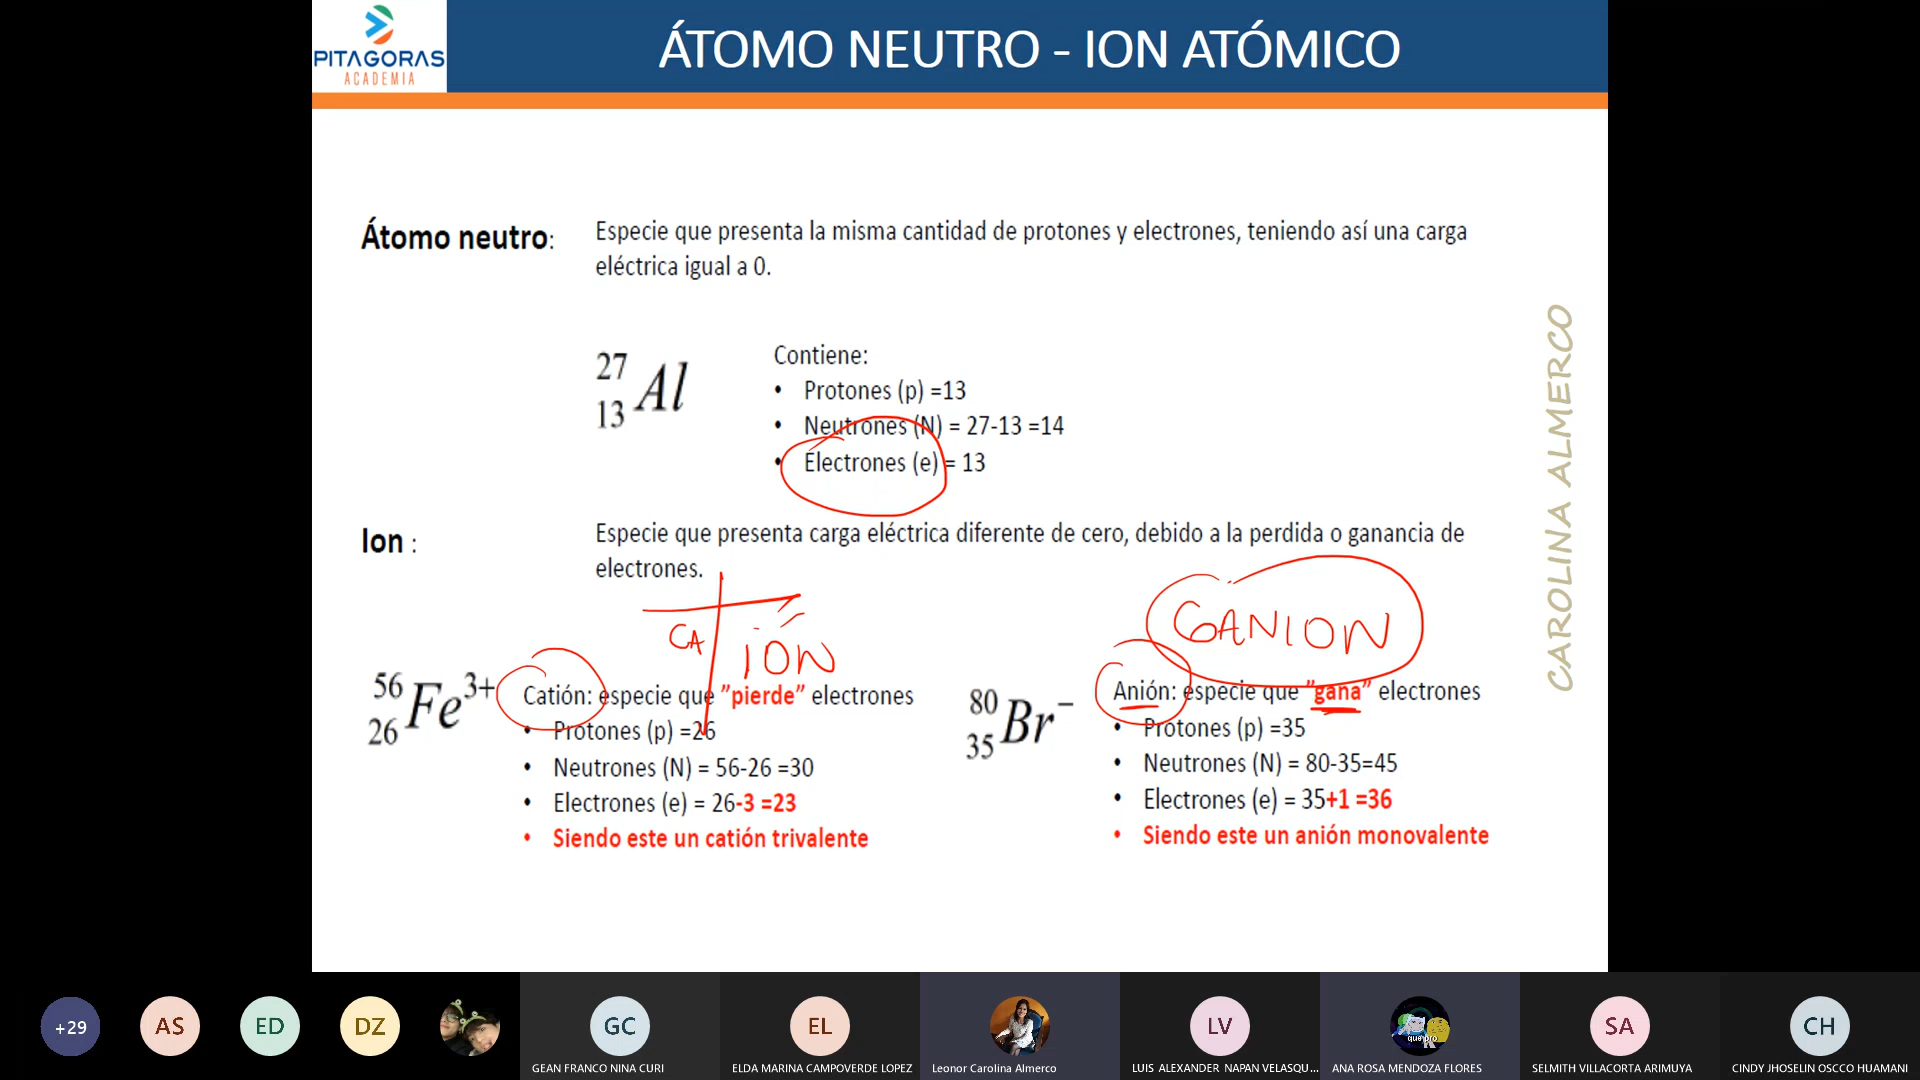 PITAGORAS
ACADEMIA
ÁTOMO NEUTRO - ION ATÓMICO
Átomo neutro:
Especie que presenta la misma cantidad de protones y electrones, teniendo así una carga
eléctrica igual a 0.
27
13 Al
Contiene:
• Protones (p) =13
• Neutrones (N) = 27-13 =14
• Electrones (e) = 13
CAROLINA ALMERCO
Ion :
Especie que presenta carga eléctrica diferente de cero, debido a la perdida o ganancia de
electrones.
CA IÓN
GANION
56 Fe 3+
26
Catión: especie que "pierde" electrones
• Protones (p) =26
• Neutrones (N) = 56-26 =30
• Electrones (e) = 26-3 =23
• Siendo este un catión trivalente
80 Br −
35
Anión: especie que "gana" electrones
• Protones (p) =35
• Neutrones (N) = 80-35=45
• Electrones (e) = 35+1 =36
• Siendo este un anión monovalente
+29
AS
ED
DZ
GC
GEAN FRANCO NINA CURI
EL
ELDA MARINA CAMPOVERDE LOPEZ
Leonor Carolina Almerco
LV
LUIS ALEXANDER NAPAN VELASQU...
que pro
ANA ROSA MENDOZA FLORES
SA
SELMITH VILLACORTA ARIMUYA
CH
CINDY JHOSELIN OSCCO HUAMANI